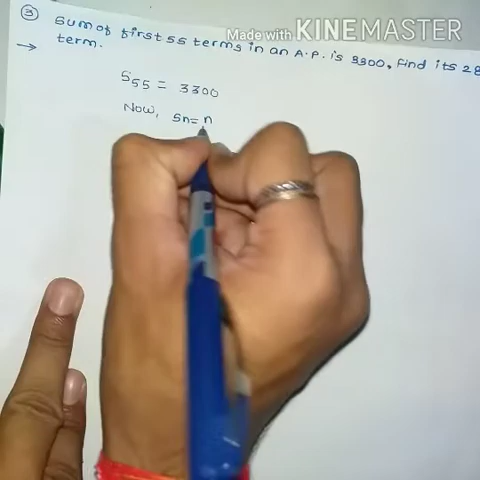 Made with KINEMASTER
③ Sum of first 55 terms in an A.P. is 3300, find its 28
→ term.
S55 = 3300
Now, Sn = n